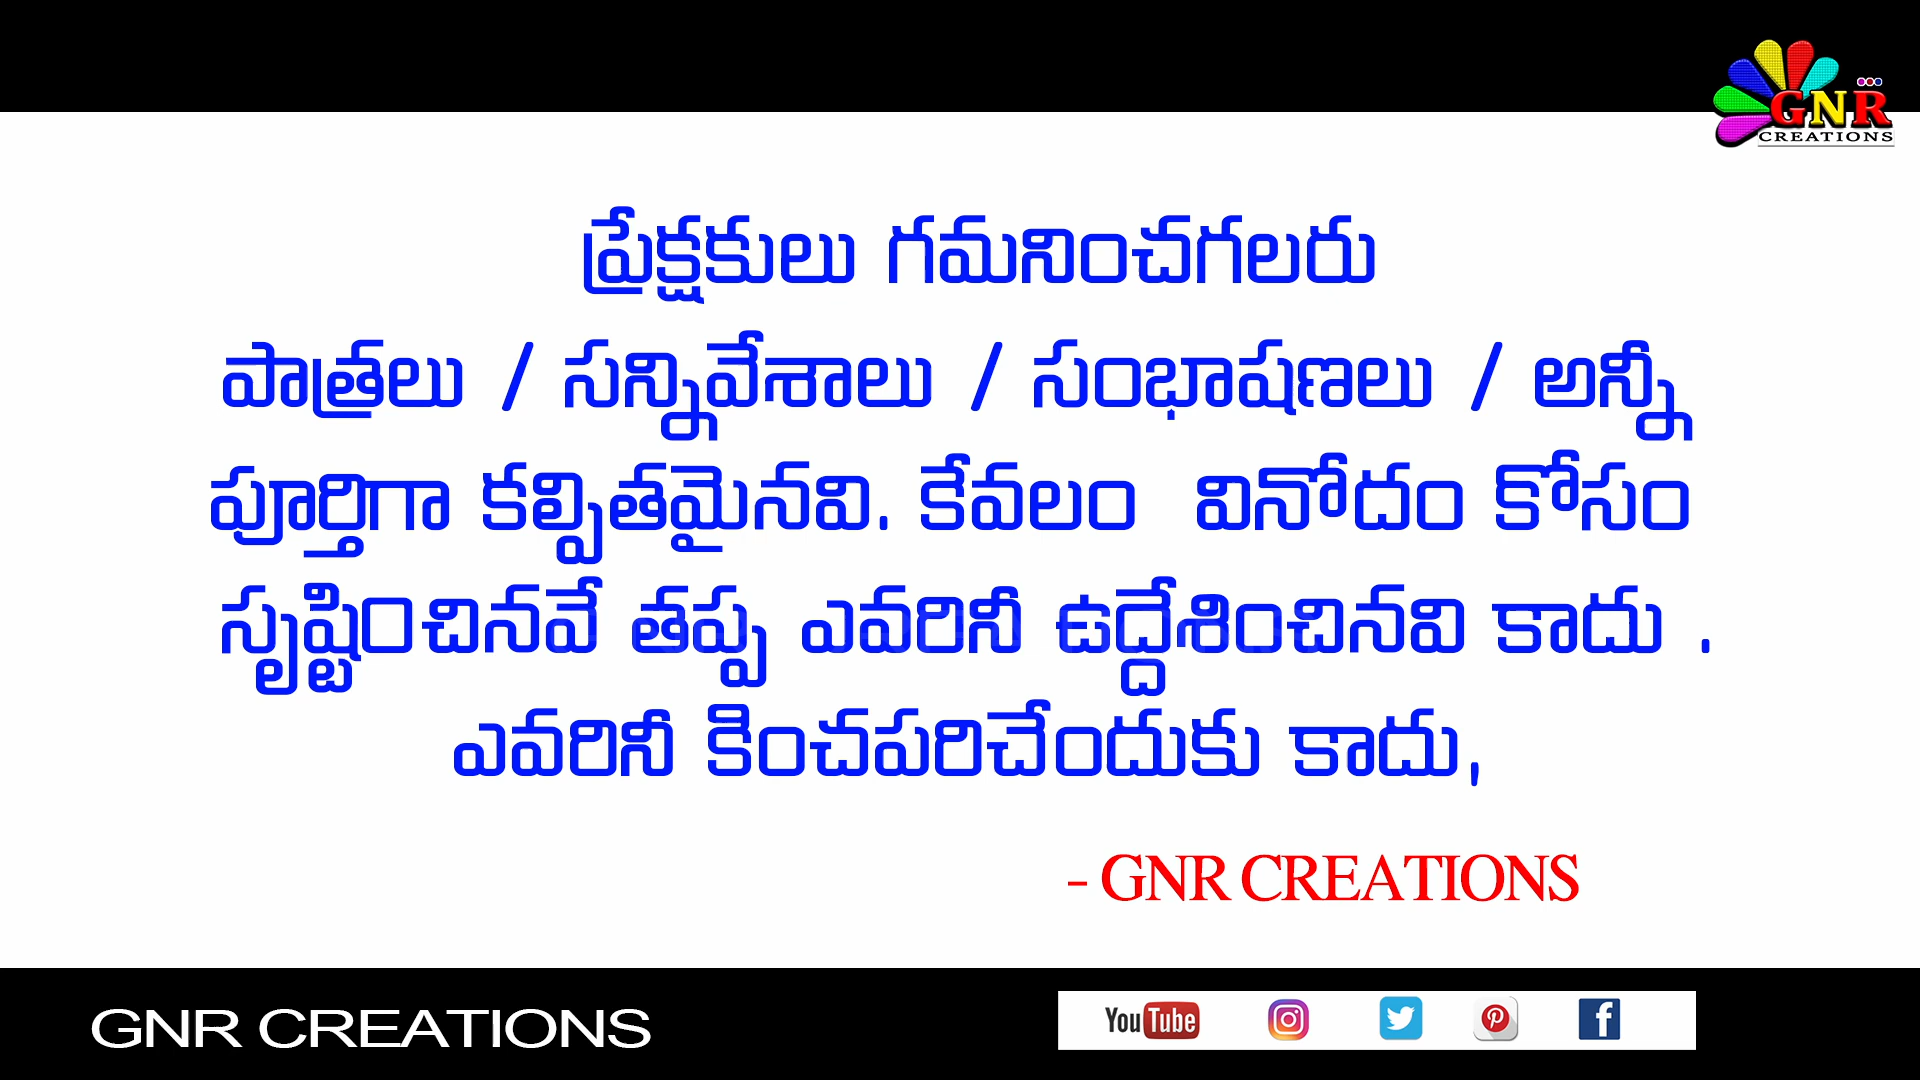 GNR
CREATIONS
ప్రేక్షకులు గమనించగలరు
పాత్రలు / సన్నివేశాలు / సంభాషణలు / అన్నీ
పూర్తిగా కల్పితమైనవి. కేవలం వినోదం కోసం
సృష్టించినవే తప్ప ఎవరినీ ఉద్దేశించినవి కాదు .
ఎవరినీ కించపరిచేందుకు కాదు,
- GNR CREATIONS
GNR CREATIONS
YouTube